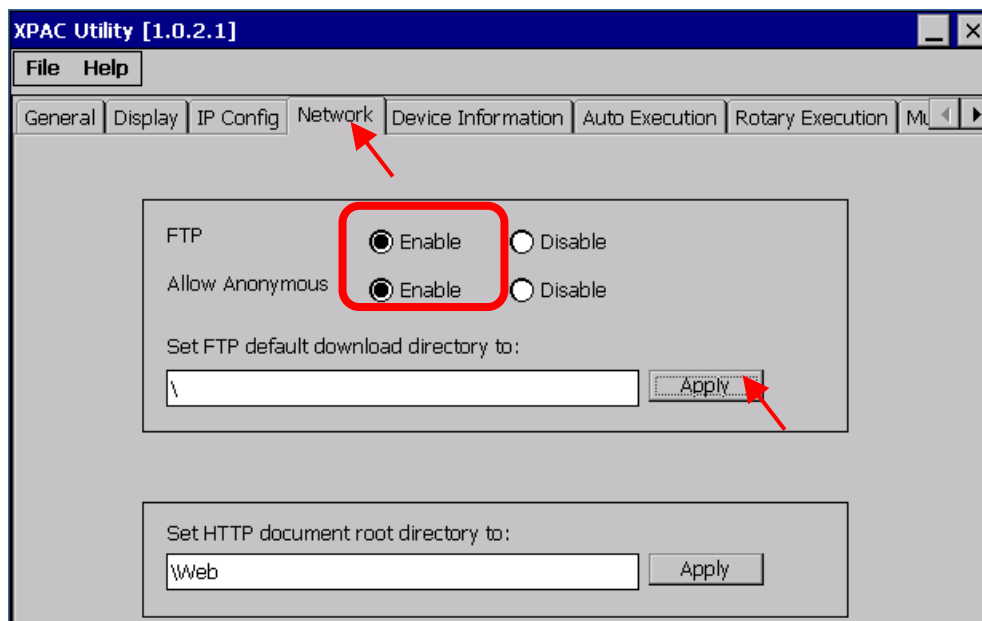 XPAC Utility [1.0.2.1]
File Help
General Display IP Config Network Device Information Auto Execution Rotary Execution
FTP Enable Disable
Allow Anonymous Enable Disable
Set FTP default download directory to:
\ Apply
Set HTTP document root directory to:
\Web Apply